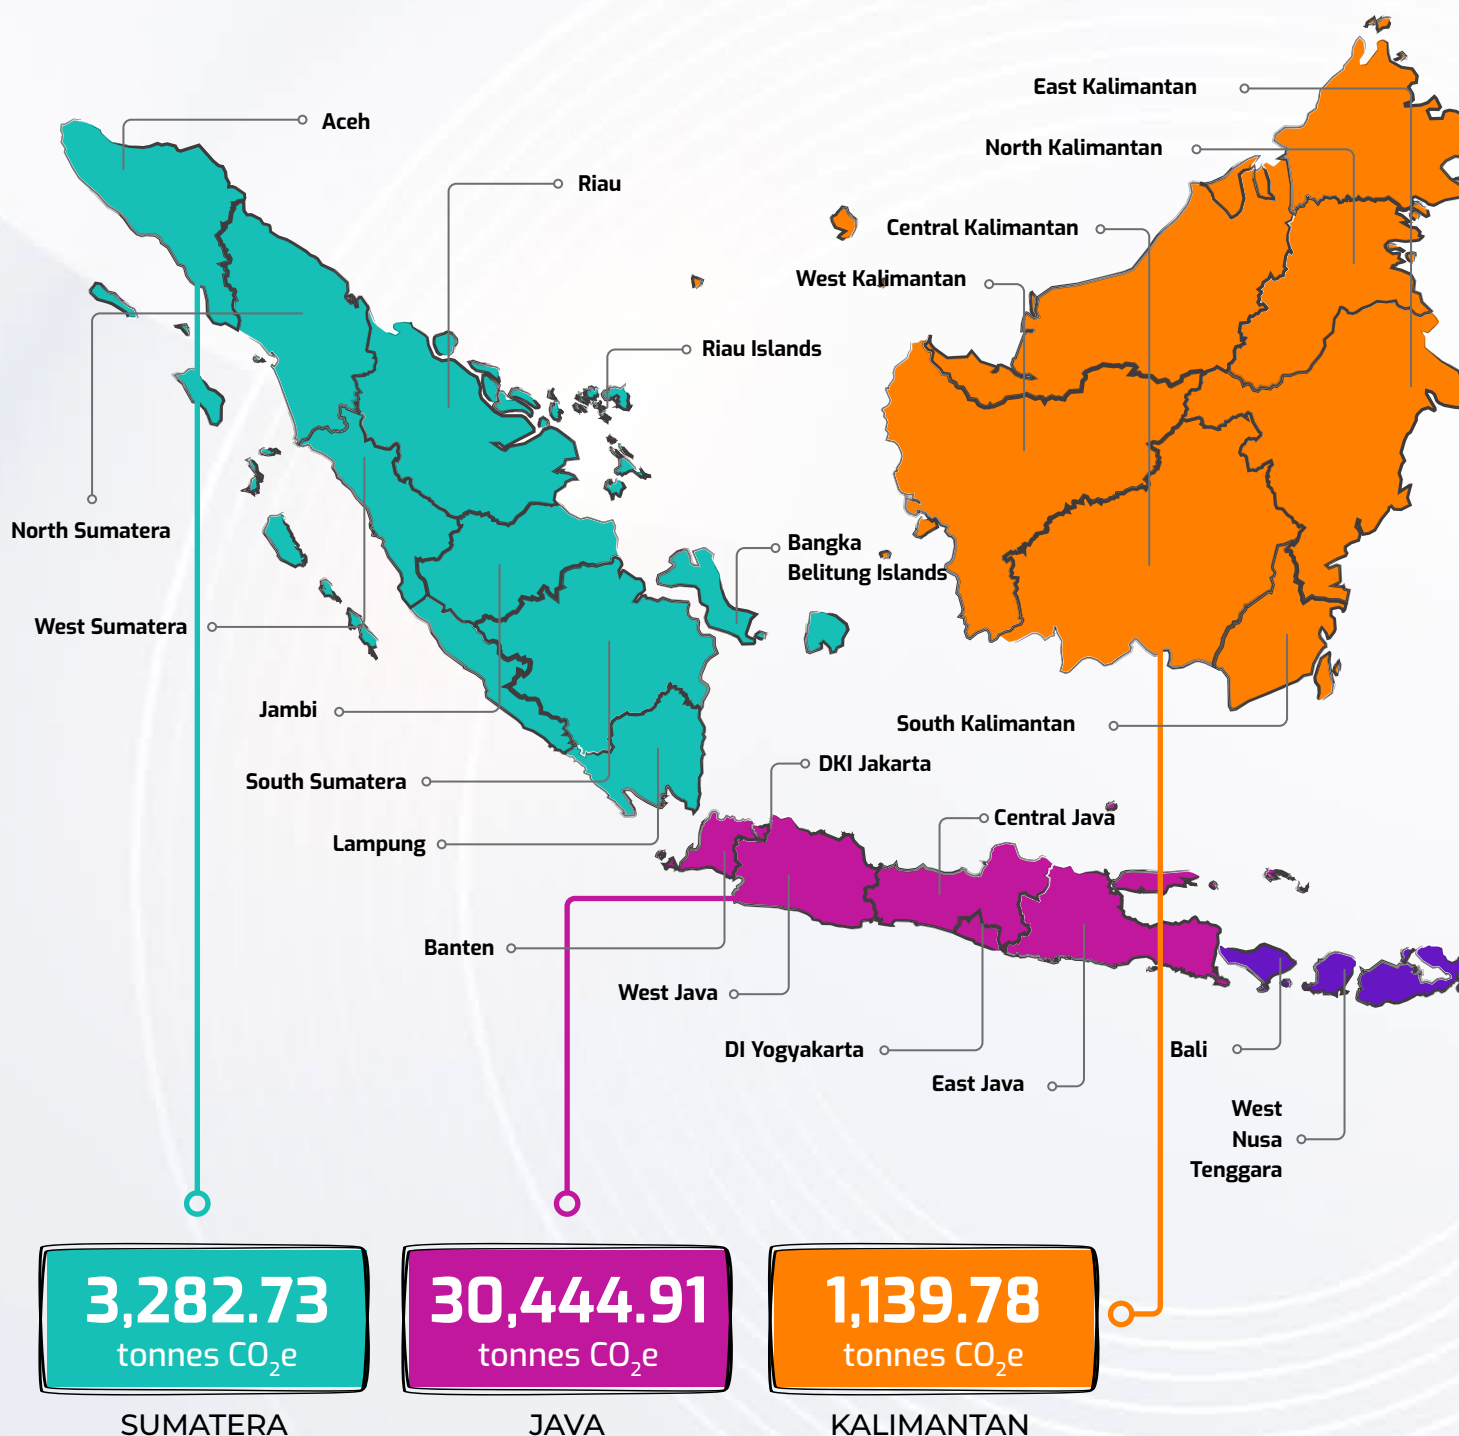 East Kalimantan
Aceh
North Kalimantan
Riau
Central Kalimantan
West Kalimantan
Riau Islands
North Sumatera
Bangka
Belitung Islands
West Sumatera
Jambi
South Kalimantan
DKI Jakarta
South Sumatera
Central Java
Lampung
Banten
West Java
DI Yogyakarta
Bali
East Java
West
Nusa
Tenggara
3,282.73
tonnes CO₂e
SUMATERA
30,444.91
tonnes CO₂e
JAVA
1,139.78
tonnes CO₂e
KALIMANTAN